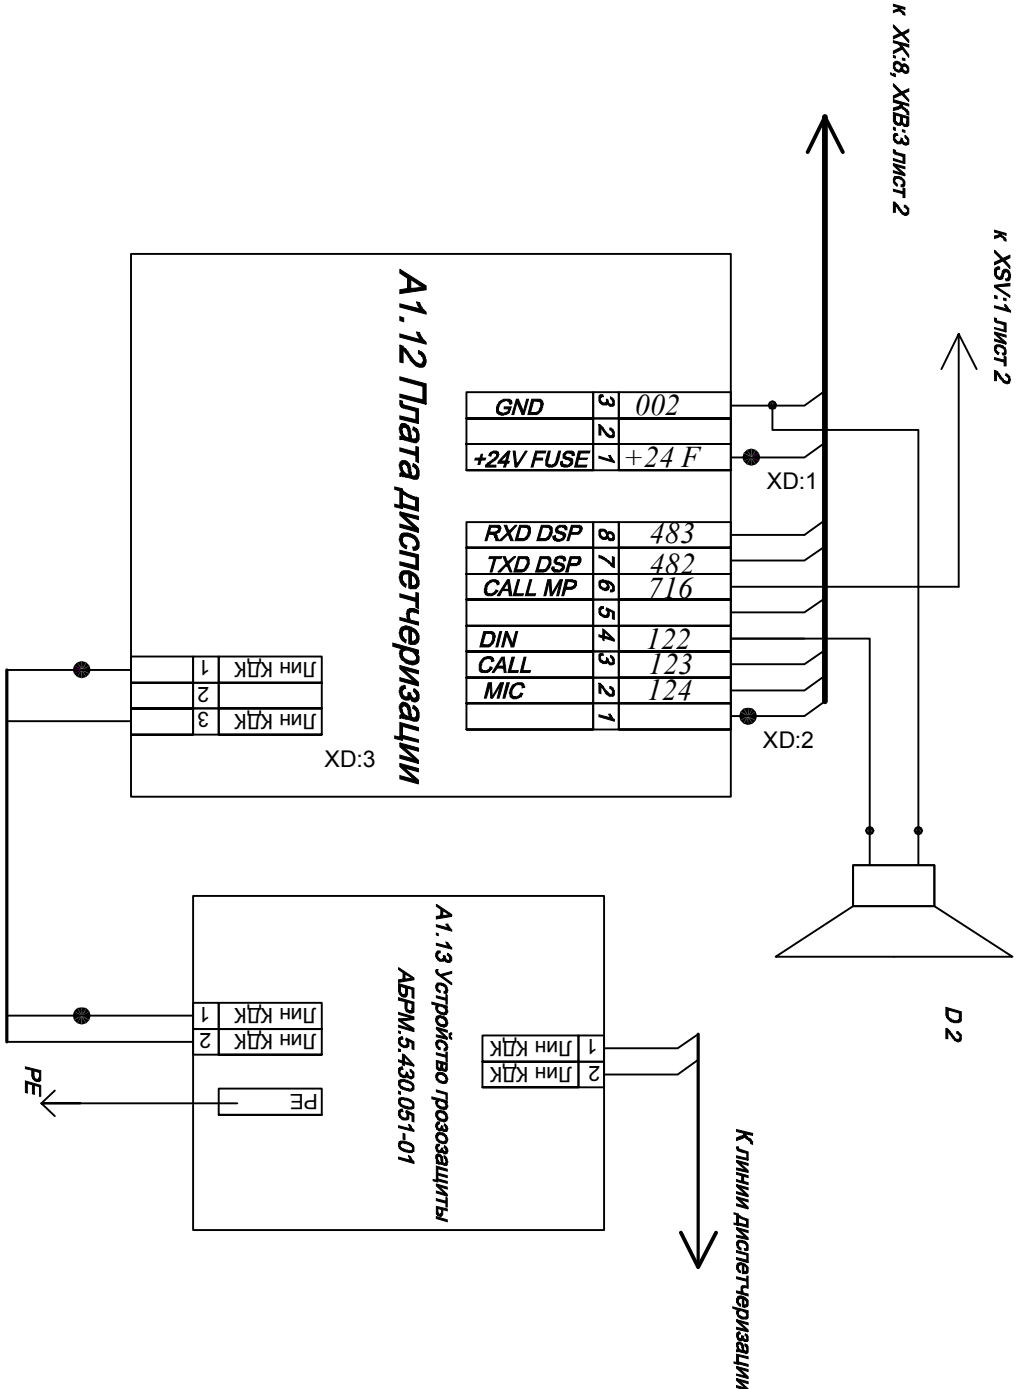 к ХК:8, ХКВ:3 лист 2
к XSV:1 лист 2
А1.12 Плата диспетчеризации
GND 3 002
2
+24V FUSE 1 +24 F
XD:1
RXD DSP 8 483
TXD DSP 7 482
CALL MP 6 716
5
DIN 4 122
CALL 3 123
MIC 2 124
1
XD:2
1 Лин КДК
2
3 Лин КДК
XD:3
D 2
А1.13 Устройство грозозащиты
АБРМ.5.430.051-01
1 Лин КДК
2 Лин КДК
PE
PE
Лин КДК 1
Лин КДК 2
К линии диспетчеризации